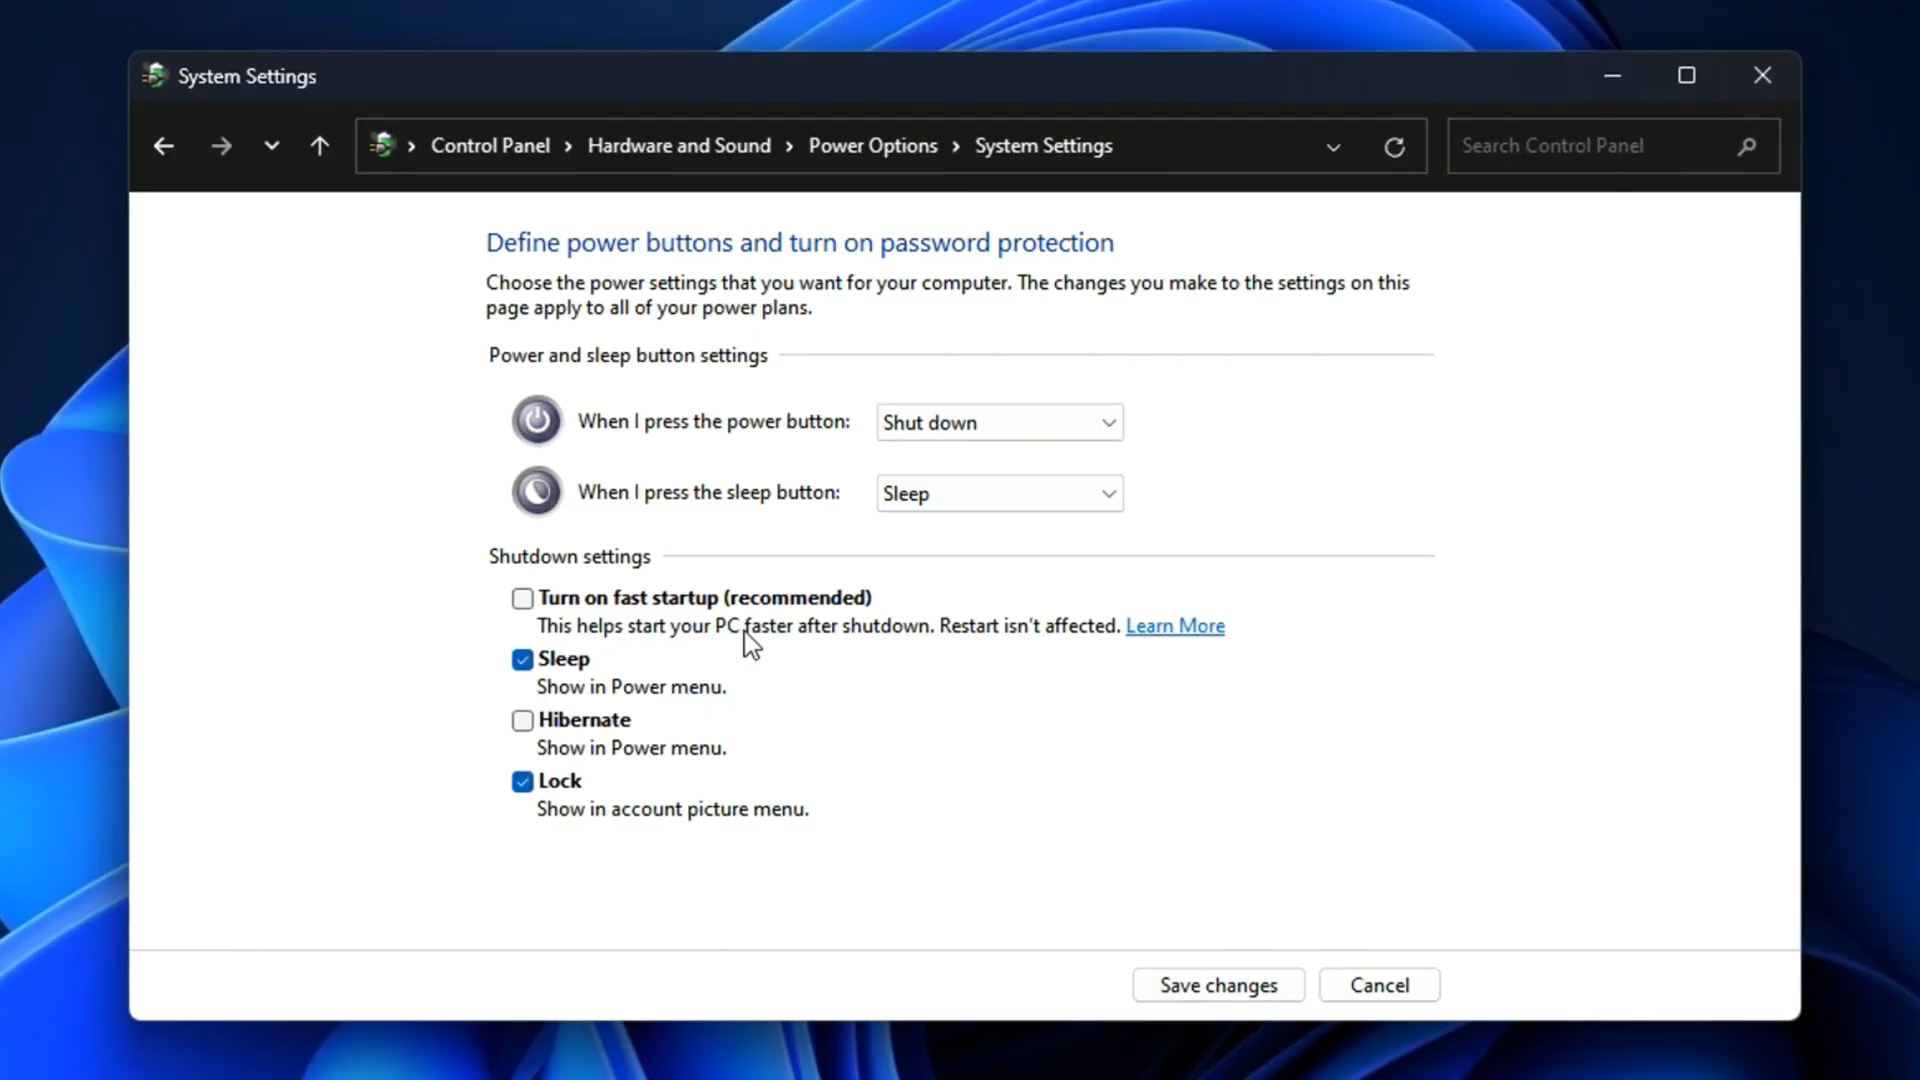 System Settings
Control Panel > Hardware and Sound > Power Options > System Settings
Search Control Panel
Define power buttons and turn on password protection
Choose the power settings that you want for your computer. The changes you make to the settings on this
page apply to all of your power plans.
Power and sleep button settings
When I press the power button: Shut down
When I press the sleep button: Sleep
Shutdown settings
Turn on fast startup (recommended)
This helps start your PC faster after shutdown. Restart isn't affected. Learn More
Sleep
Show in Power menu.
Hibernate
Show in Power menu.
Lock
Show in account picture menu.
Save changes Cancel